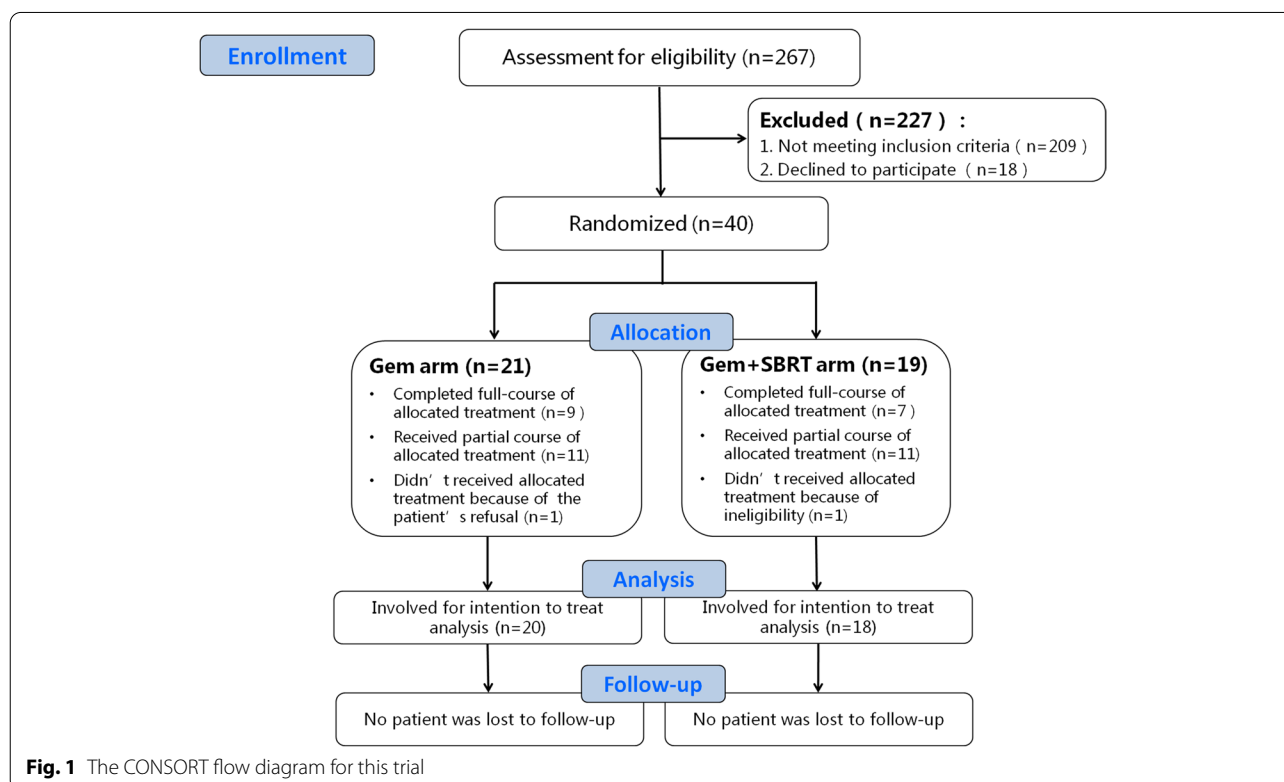 Enrollment
Assessment for eligibility (n=267)
Excluded ( n=227 ) :
1. Not meeting inclusion criteria ( n=209 )
2. Declined to participate ( n=18 )
Randomized (n=40)
Allocation
Gem arm (n=21)
• Completed full-course of
allocated treatment (n=9 )
• Received partial course of
allocated treatment (n=11)
• Didn' t received allocated
treatment because of the
patient' s refusal (n=1)
Gem+SBRT arm (n=19)
• Completed full-course of
allocated treatment (n=7 )
• Received partial course of
allocated treatment (n=11)
• Didn' t received allocated
treatment because of
ineligibility (n=1)
Analysis
Involved for intention to treat
analysis (n=20)
Involved for intention to treat
analysis (n=18)
Follow-up
No patient was lost to follow-up
No patient was lost to follow-up
Fig. 1 The CONSORT flow diagram for this trial